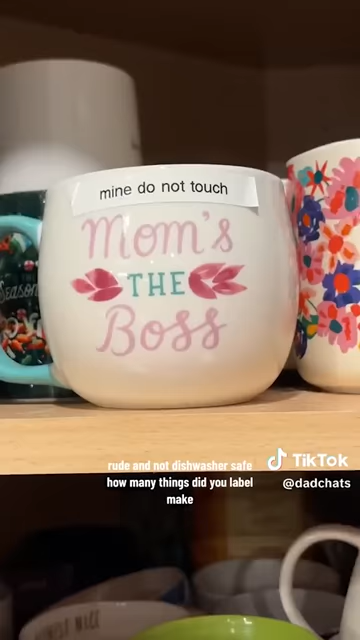 mine do not touch
Mom's
THE
Boss
Season
rude and not dishwasher safe
how many things did you label
make
TikTok
@dadchats